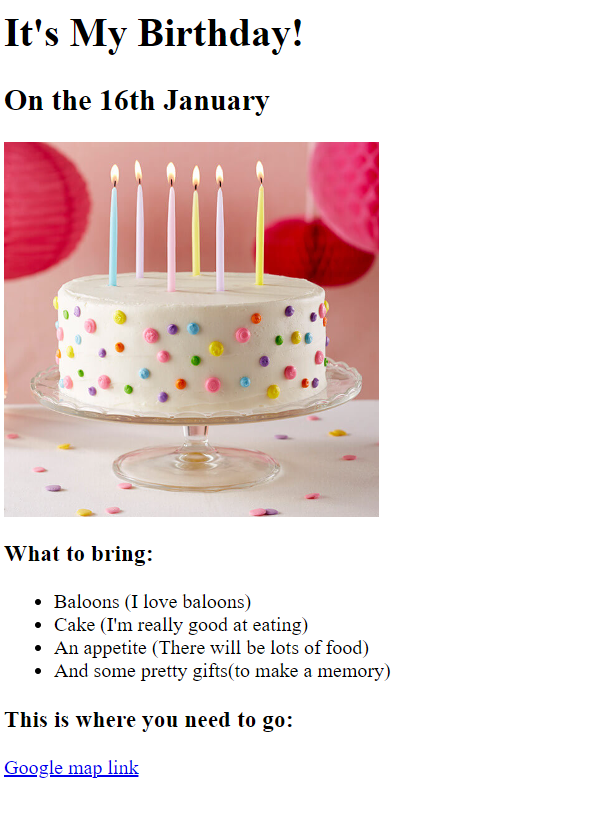 It's My Birthday!
On the 16th January
What to bring:
Baloons (I love baloons)
Cake (I'm really good at eating)
An appetite (There will be lots of food)
And some pretty gifts(to make a memory)
This is where you need to go:
Google map link